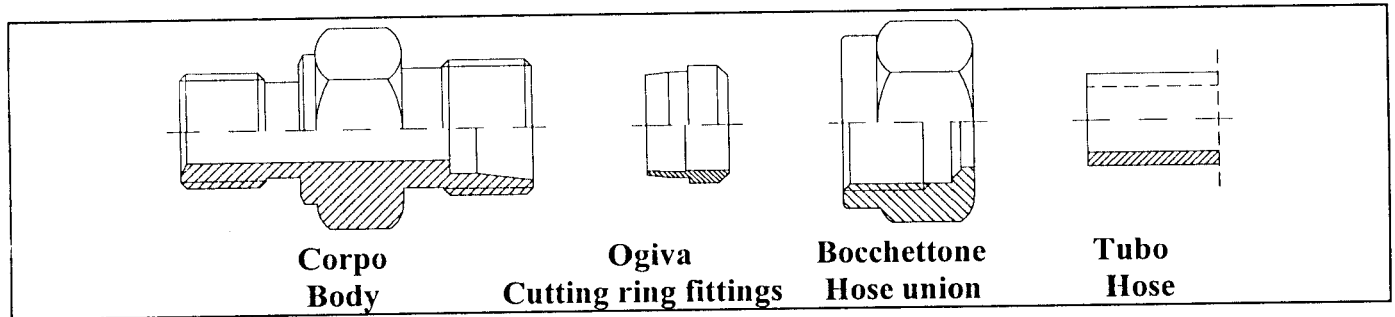 Corpo
Body
Ogiva
Cutting ring fittings
Bocchettone
Hose union
Tubo
Hose